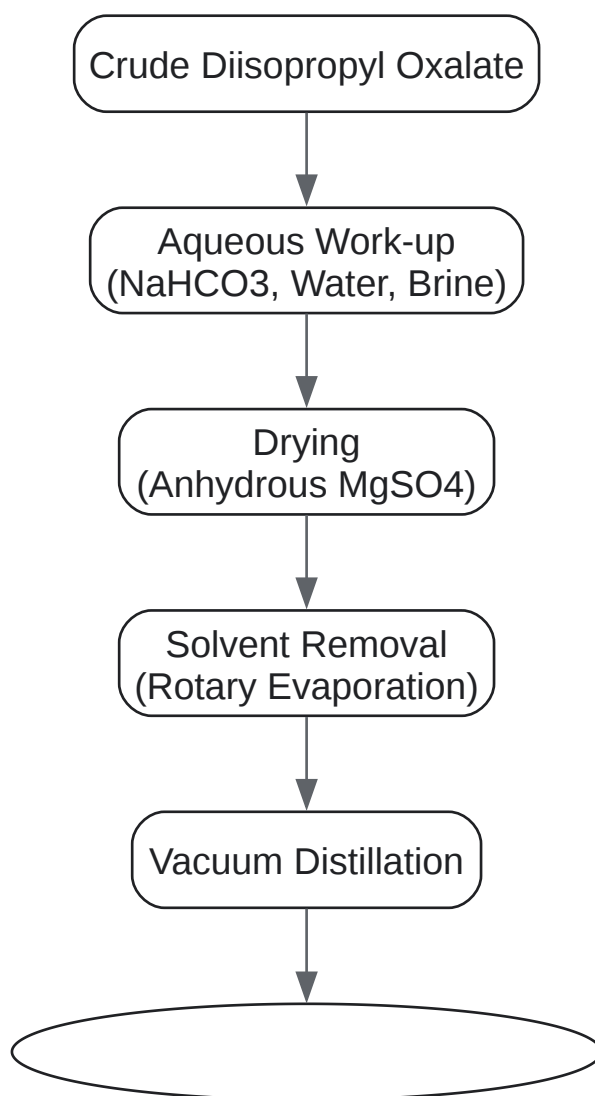 Crude Diisopropyl Oxalate
Aqueous Work-up
(NaHCO3, Water, Brine)
Drying
(Anhydrous MgSO4)
Solvent Removal
(Rotary Evaporation)
Vacuum Distillation